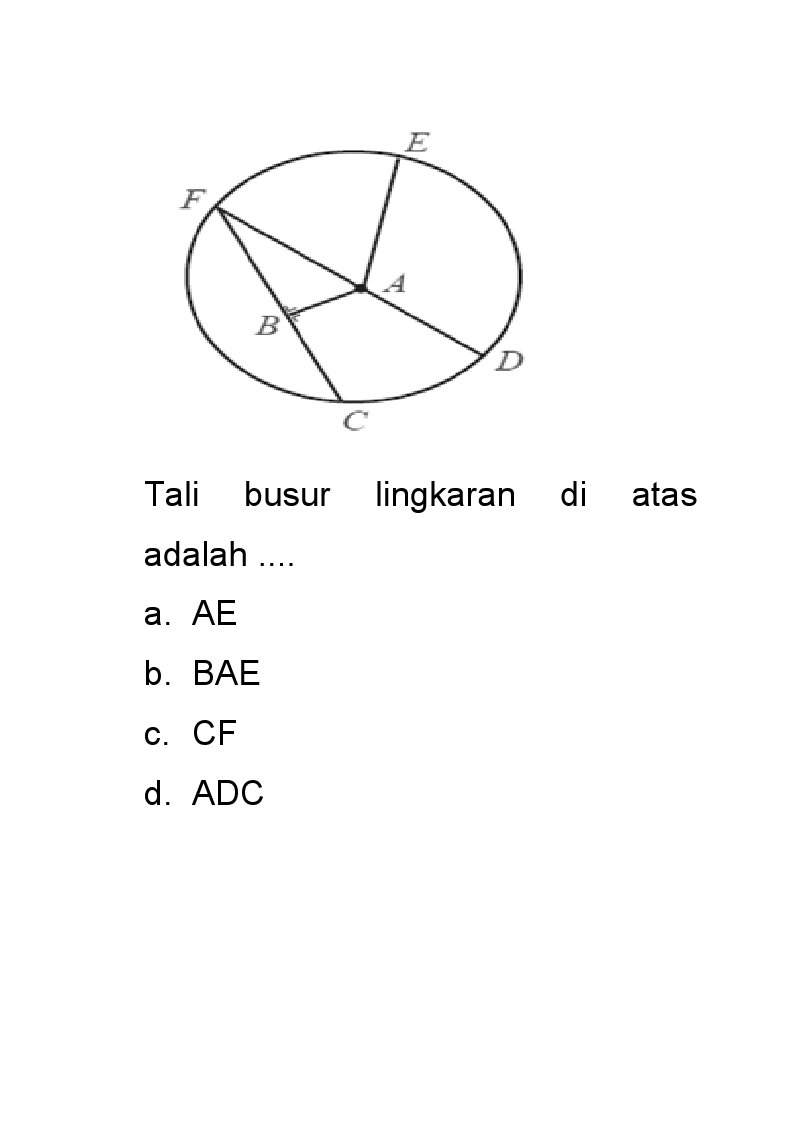 E
F
A
B
D
C
Tali busur lingkaran di atas
adalah ....
a. AE
b. BAE
c. CF
d. ADC